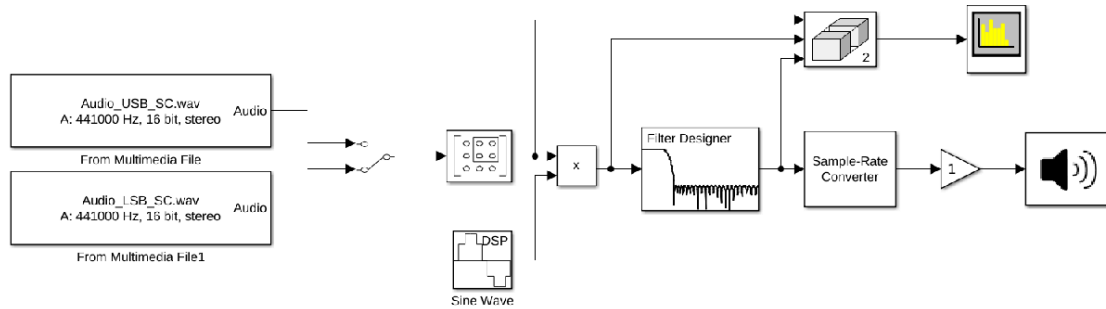 Audio_USB_SC.wav
A: 441000 Hz, 16 bit, stereo
Audio
From Multimedia File
Audio_LSB_SC.wav
A: 441000 Hz, 16 bit, stereo
Audio
From Multimedia File1
DSP
Sine Wave
x
Filter Designer
2
Sample-Rate
Converter
1